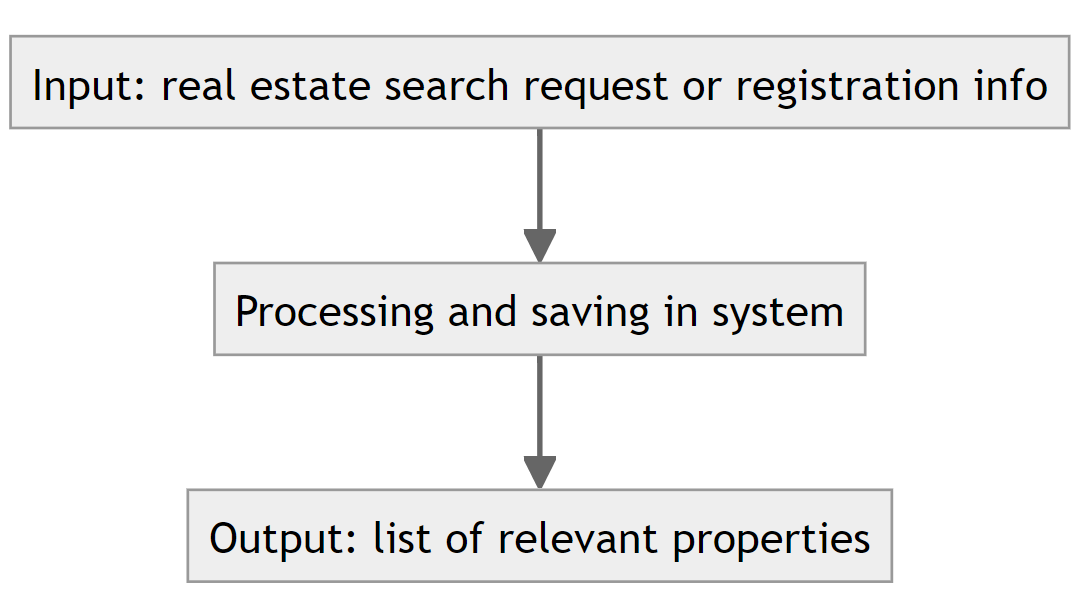 Input: real estate search request or registration info
Processing and saving in system
Output: list of relevant properties